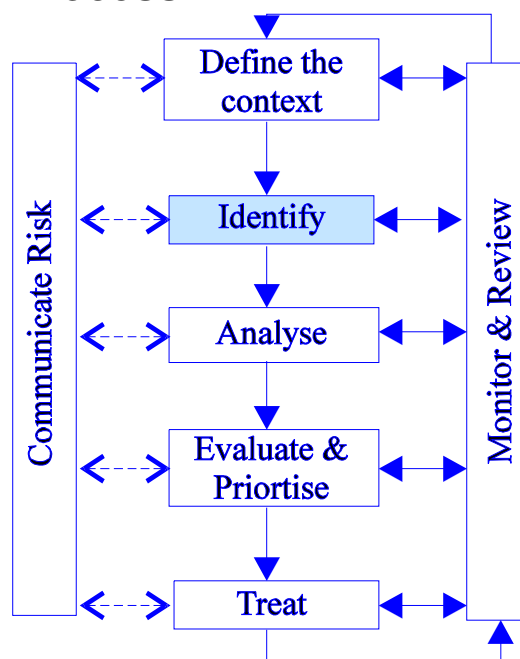 Define the
context
Identify
Analyse
Evaluate &
Priortise
Treat
Communicate Risk
Monitor & Review